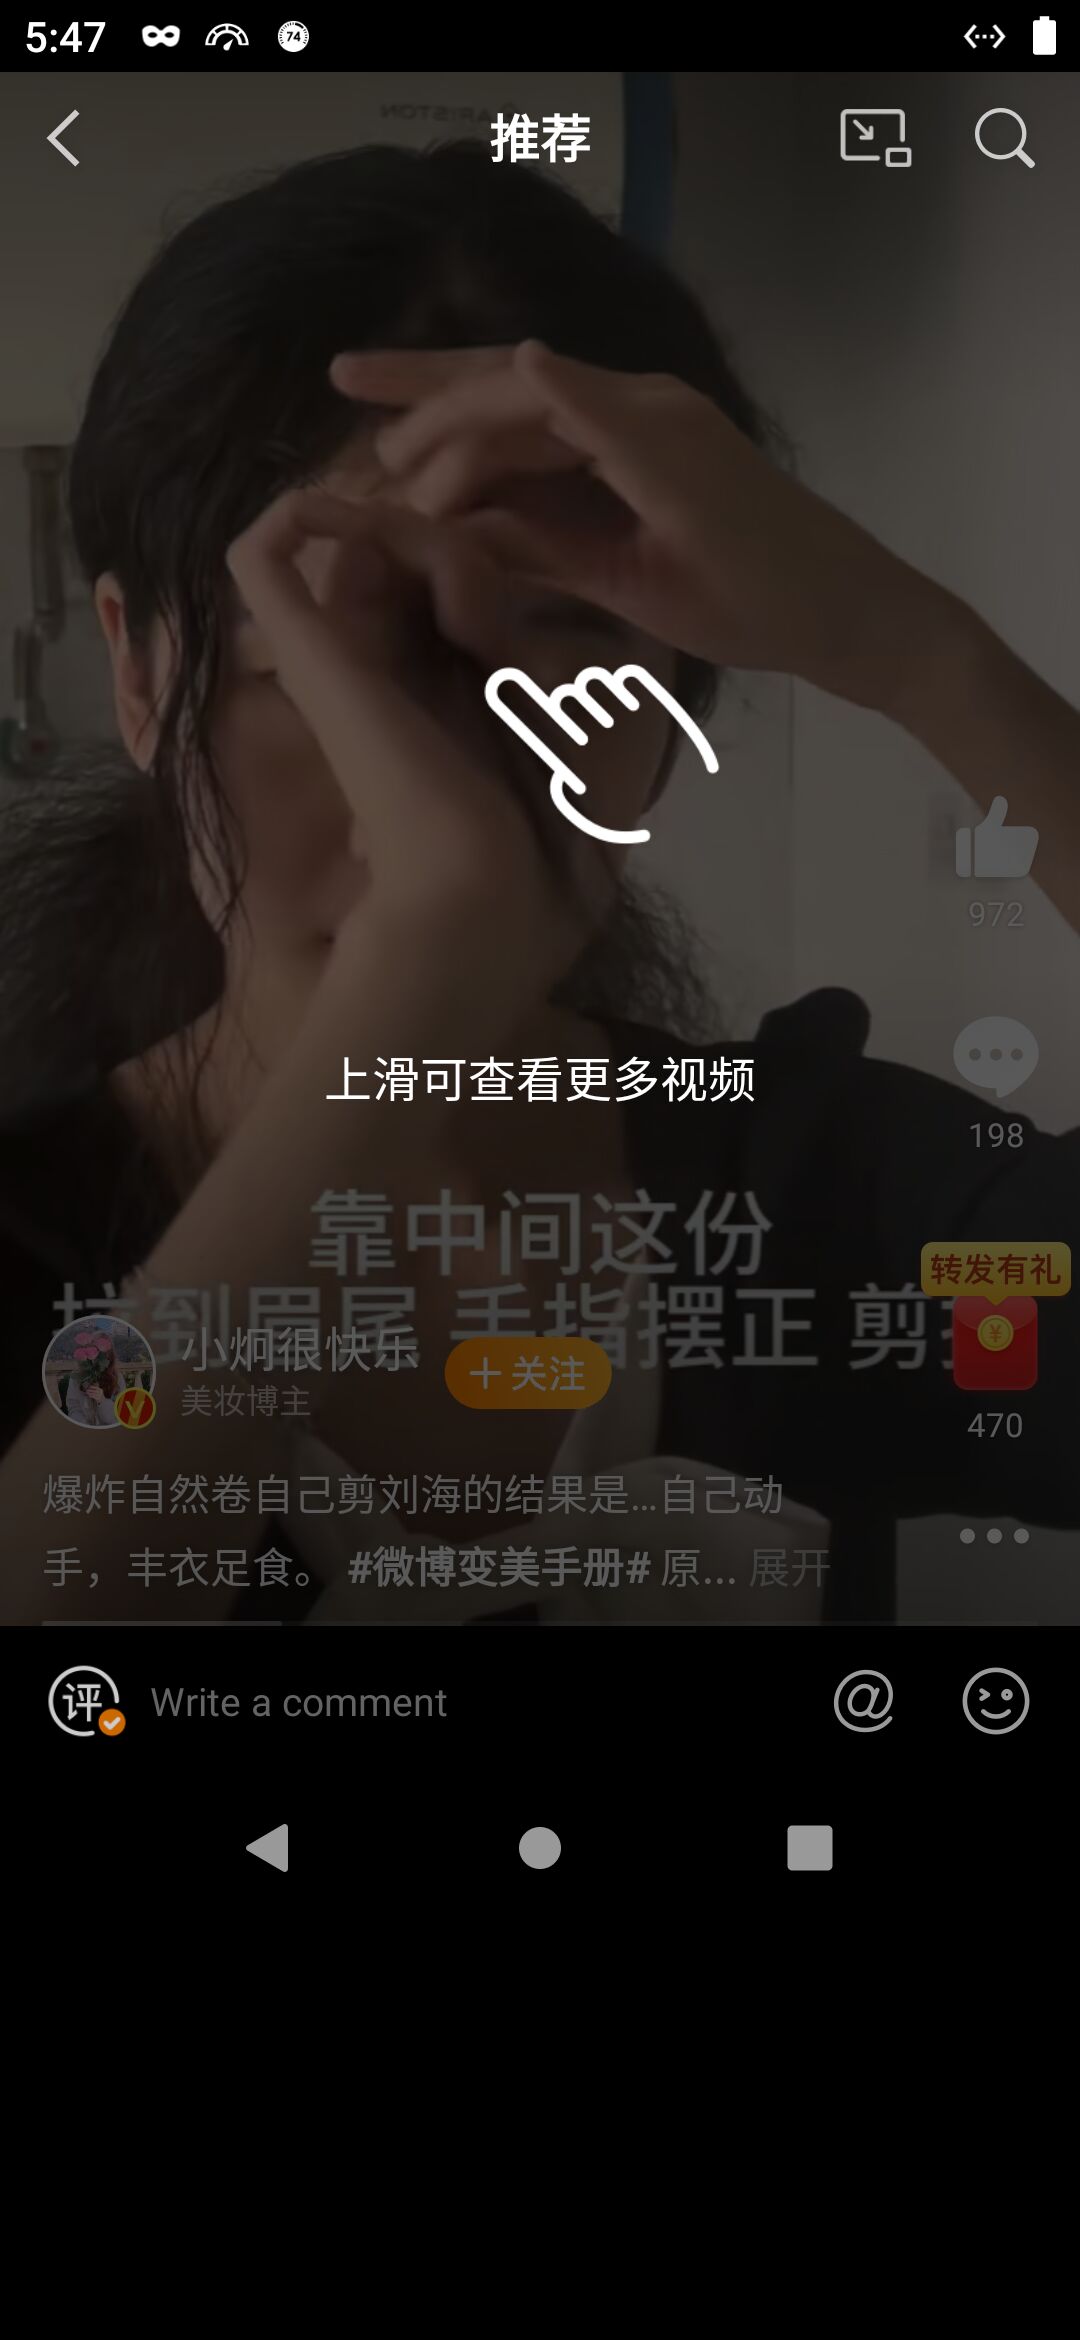 5:47
74
推荐
972
上滑可查看更多视频
198
靠中间这份
到眉尾 手指摆正 剪
转发有礼
小炯很快乐
+关注
美妆博主
470
爆炸自然卷自己剪刘海的结果是...自己动
手，丰衣足食。 #微博变美手册# 原... 展开
评 Write a comment